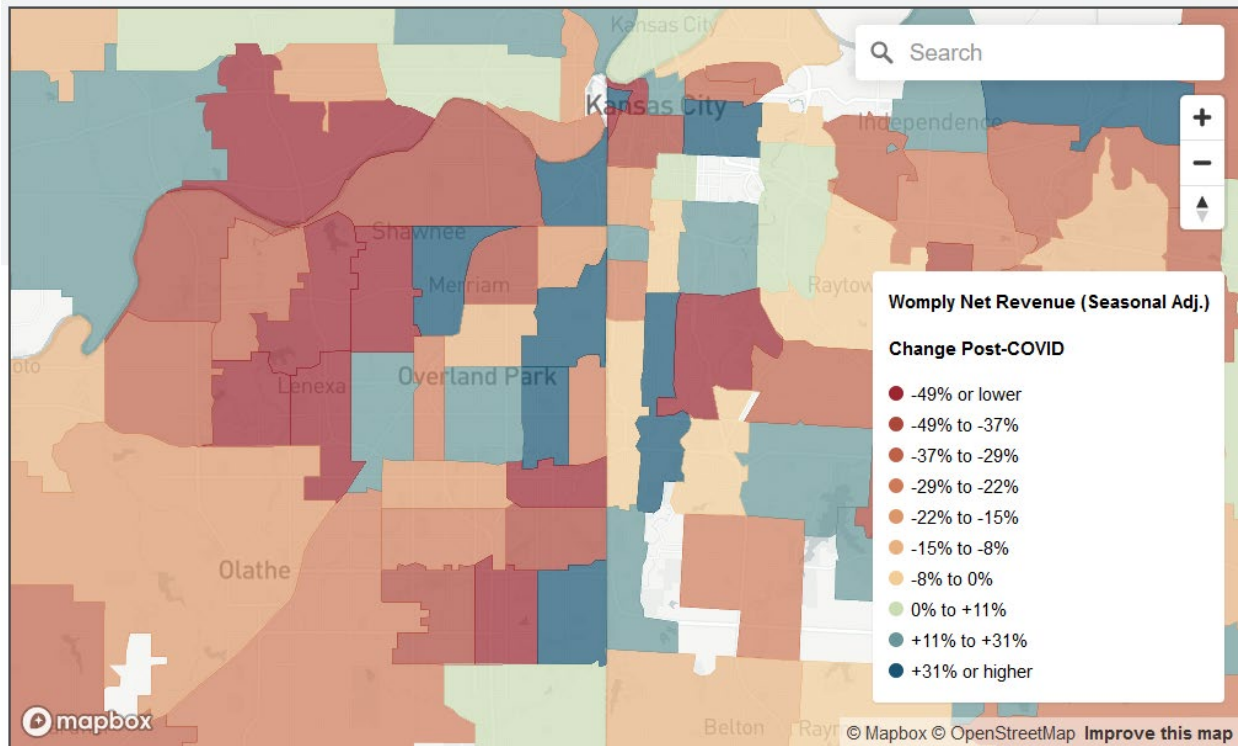 Kansas City
Search
Kansas City
Independence
Shawnee
Merriam
Raytow
Womply Net Revenue (Seasonal Adj.)
Change Post-COVID
-49% or lower
-49% to -37%
-37% to -29%
-29% to -22%
-22% to -15%
-15% to -8%
-8% to 0%
0% to +11%
+11% to +31%
+31% or higher
oto
Lenexa
Overland Park
Olathe
mapbox
Belton
Raym
© Mapbox © OpenStreetMap Improve this map